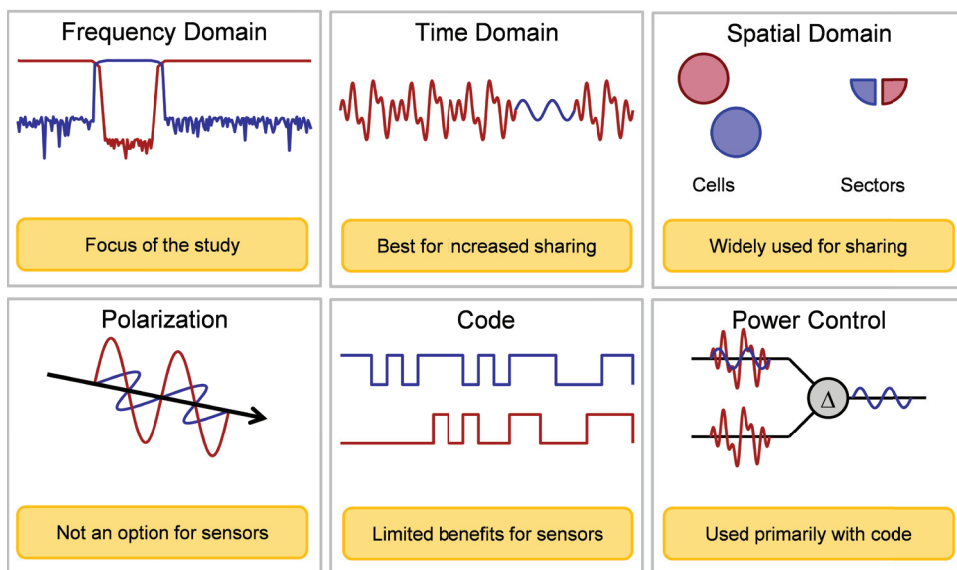 Frequency Domain
Time Domain
Spatial Domain
Cells
Sectors
Focus of the study
Best for ncreased sharing
Widely used for sharing
Polarization
Code
Power Control
Δ
Not an option for sensors
Limited benefits for sensors
Used primarily with code